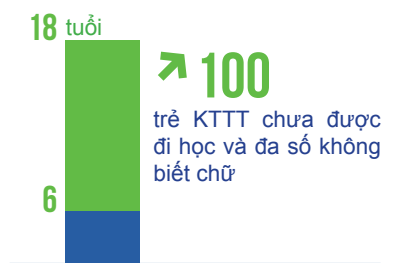 18 tuổi
100
trẻ KTTT chưa được
đi học và đa số không
biết chữ
6